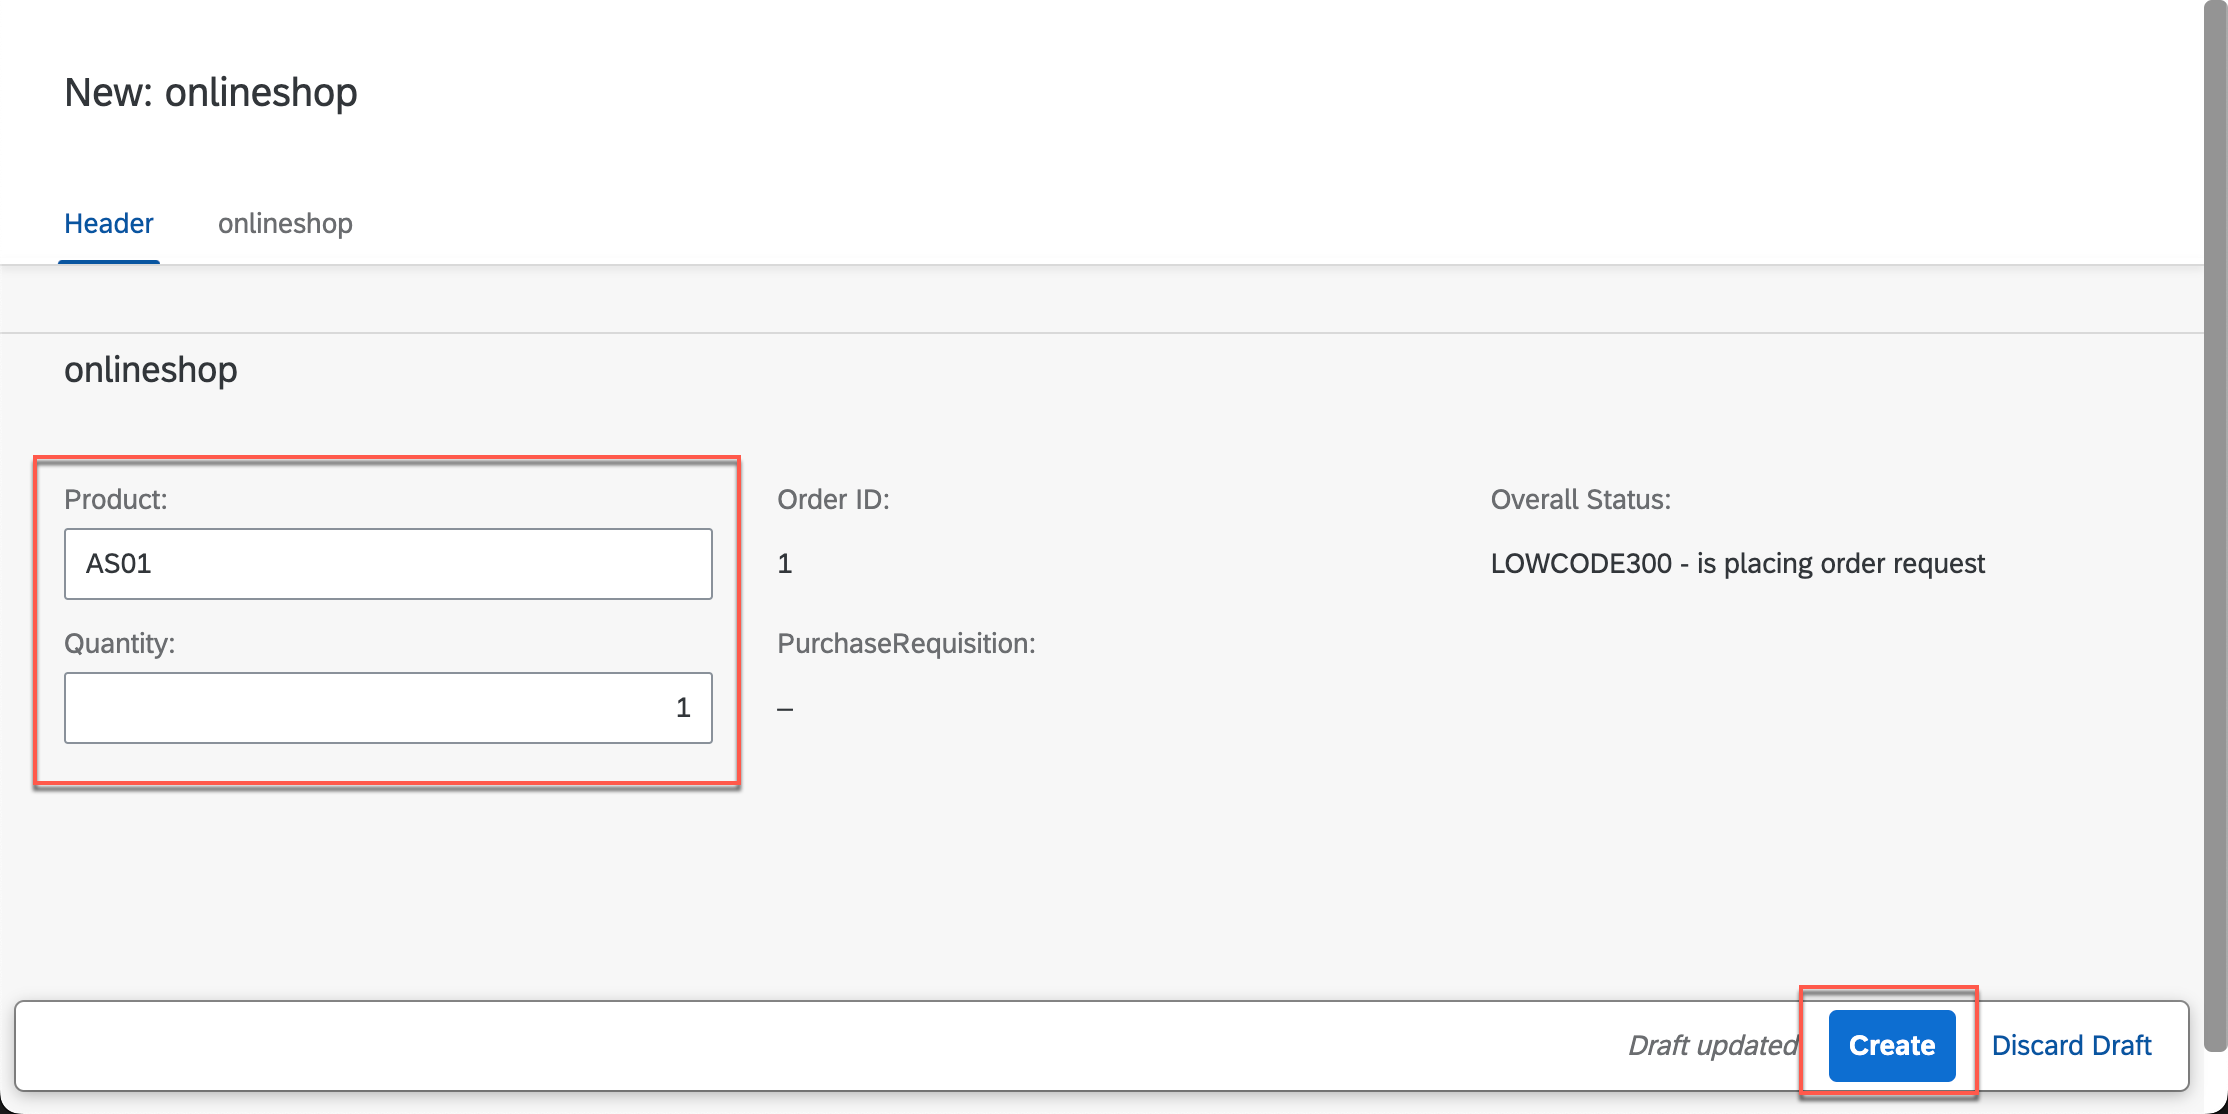 New: onlineshop
Header onlineshop
onlineshop
Product:
AS01
Quantity:
1
Order ID:
1
PurchaseRequisition:
–
Overall Status:
LOWCODE300 - is placing order request
Draft updated Create Discard Draft